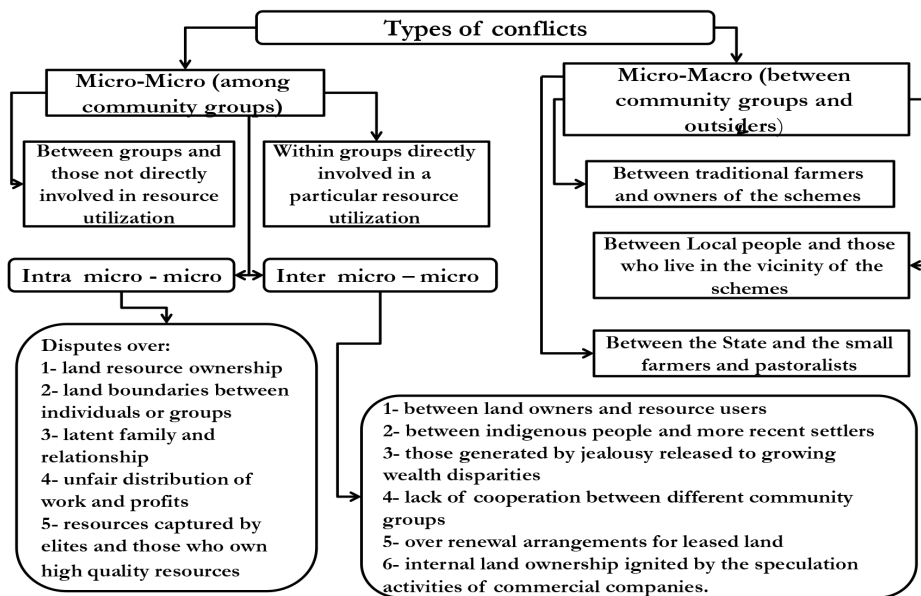 Types of conflicts
Micro-Micro (among
community groups)
Micro-Macro (between
community groups and
outsiders)
Between groups and
those not directly
involved in resource
utilization
Within groups directly
involved in a
particular resource
utilization
Between traditional farmers
and owners of the schemes
Between Local people and those
who live in the vicinity of the
schemes
Between the State and the small
farmers and pastoralists
Intra micro - micro
Inter micro – micro
Disputes over:
1- land resource ownership
2- land boundaries between
individuals or groups
3- latent family and
relationship
4- unfair distribution of
work and profits
5- resources captured by
elites and those who own
high quality resources
1- between land owners and resource users
2- between indigenous people and more recent settlers
3- those generated by jealousy released to growing
wealth disparities
4- lack of cooperation between different community
groups
5- over renewal arrangements for leased land
6- internal land ownership ignited by the speculation
activities of commercial companies.